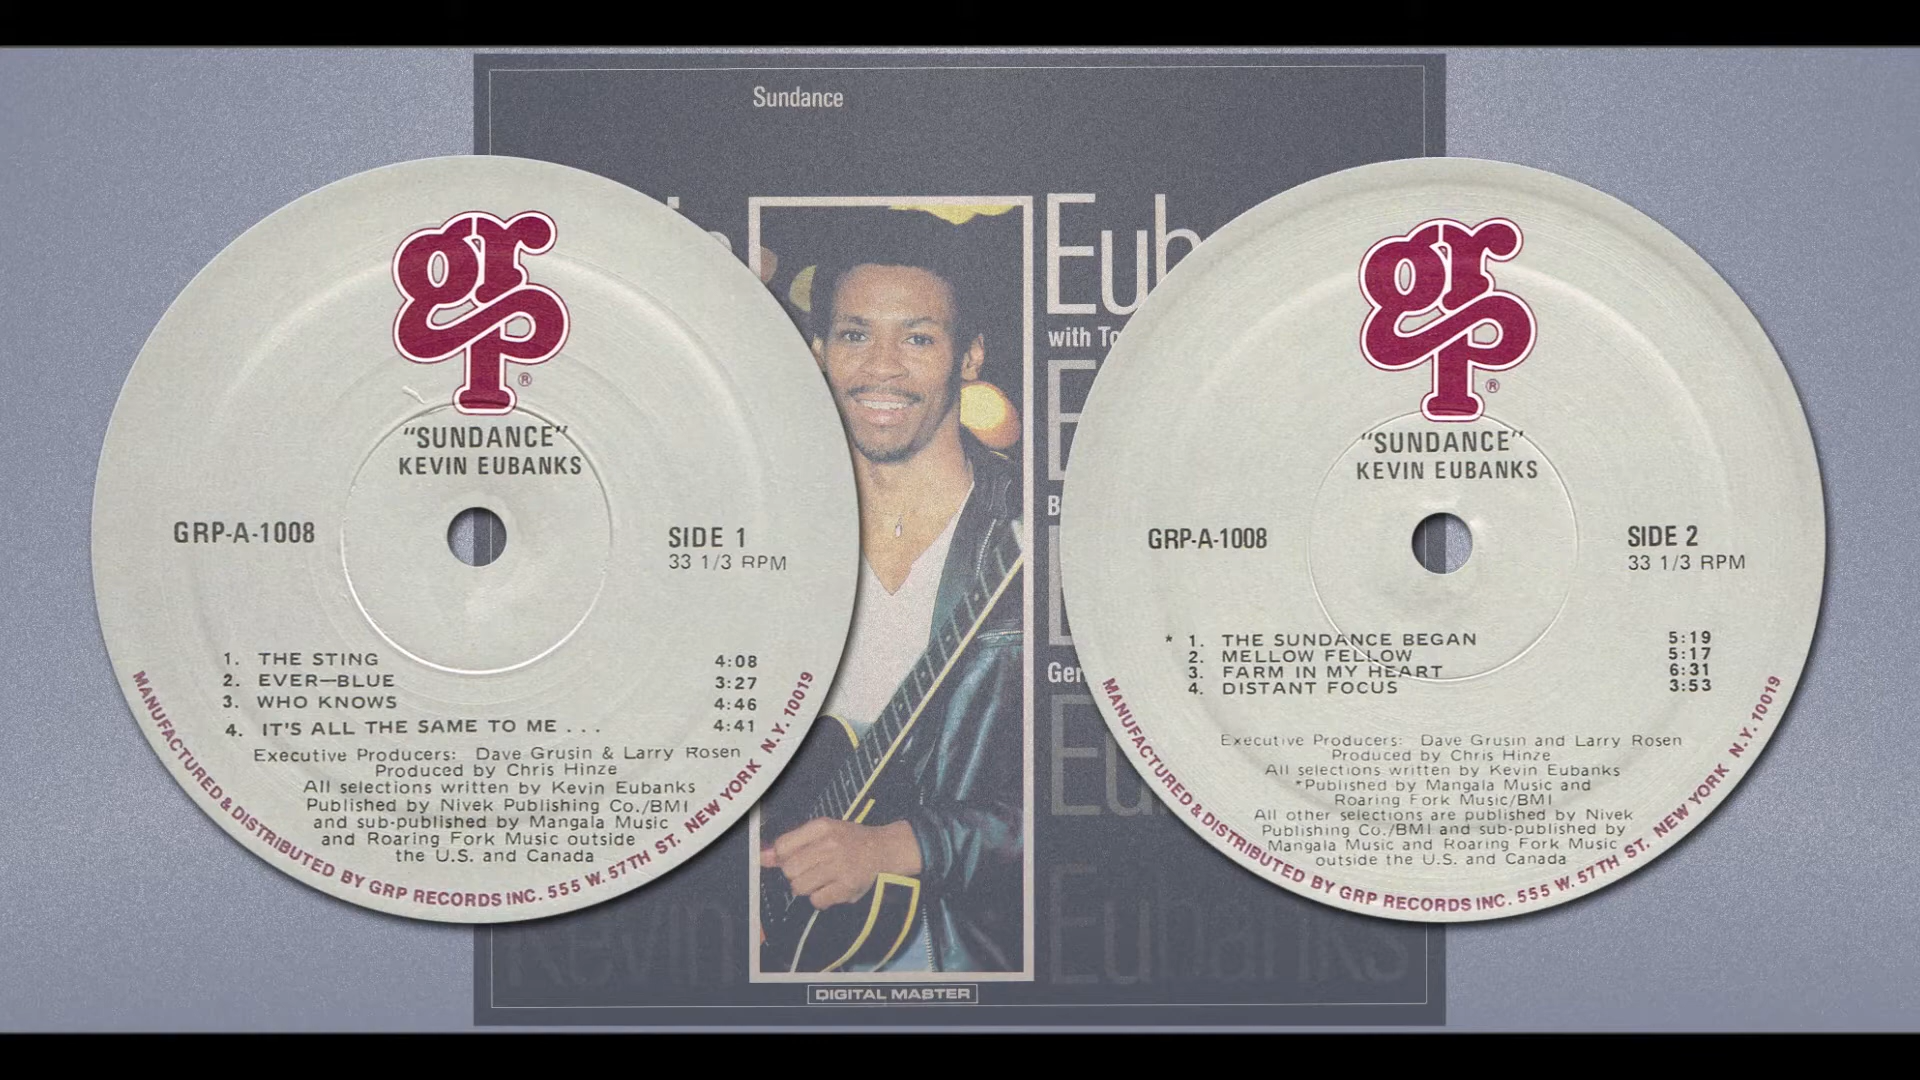 Sundance
Eub
with To
B
Ger
Kevin Eubanks
DIGITAL MASTER
grp
®
"SUNDANCE"
KEVIN EUBANKS
GRP-A-1008
SIDE 1
33 1/3 RPM
1. THE STING 4:08
2. EVER—BLUE 3:27
3. WHO KNOWS 4:46
4. IT'S ALL THE SAME TO ME . . . 4:41
Executive Producers: Dave Grusin & Larry Rosen
Produced by Chris Hinze
All selections written by Kevin Eubanks
Published by Nivek Publishing Co./BMI
and sub-published by Mangala Music
and Roaring Fork Music outside
the U.S. and Canada
MANUFACTURED & DISTRIBUTED BY GRP RECORDS INC. 555 W. 57TH ST. NEW YORK N.Y. 10019
grp
®
"SUNDANCE"
KEVIN EUBANKS
GRP-A-1008
SIDE 2
33 1/3 RPM
* 1. THE SUNDANCE BEGAN 5:19
2. MELLOW FELLOW 5:17
3. FARM IN MY HEART 6:31
4. DISTANT FOCUS 3:53
Executive Producers: Dave Grusin and Larry Rosen
Produced by Chris Hinze
All selections written by Kevin Eubanks
*Published by Mangala Music and
Roaring Fork Music/BMI
All other selections are published by Nivek
Publishing Co./BMI and sub-published by
Mangala Music and Roaring Fork Music
outside the U.S. and Canada
MANUFACTURED & DISTRIBUTED BY GRP RECORDS INC. 555 W. 57TH ST. NEW YORK N.Y. 10019